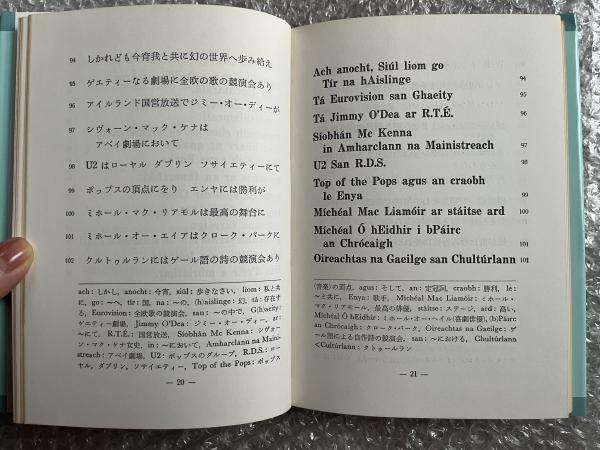 94 しかれども今宵我と共に幻の世界へ歩み給え
95 ゲエティーなる劇場に全欧の歌の競演会あり
96 アイルランド国営放送でジミー・オー・ディーが
97 シヴォーン・マック・ケナは
アベイ劇場において
98 U2はローヤル ダブリン ソサイエティーにて
99 ポップスの頂点にをり エンヤには勝利が
100 ミホール・マク・リアモルは最高の舞台に
101 ミホール・オー・エイアはクローク・パークに
102 クルトゥルランにはゲール語の詩の競演会あり
ach:しかし, anocht:今宵, siúl:歩きなさい, liom:私と共
に, go:〜へ, tír:国, na:〜の, (h)aislinge:幻, tá:存在す
る, Eurovision:全欧歌の競演会, san:〜の中で, G(h)aeity:
ゲエティー劇場, Jimmy O'Dea:ジミー・オー・ディー, ar:
〜にて, R.T.É.:国営放送, Síobhán Mc Kenna:シヴォー
ン・マック・ケナ女史, in:〜において, Amharclann na Mainis-
treach:アベイ劇場, U2:ポップスのグループ, R.D.S.:ロー
ヤル, ダブリン, ソサイエティー, Top of the Pops:ポップス
— 20 —
Ach anocht, Siúl liom go
Tír na hAislinge 94
Tá Eurovision san Ghaeity 95
Tá Jimmy O'Dea ar R.T.É. 96
Síobhán Mc Kenna
in Amharclann na Mainistreach 97
U2 San R.D.S. 98
Top of the Pops agus an craobh
le Enya 99
Míchéal Mac Liamóir ar stáitse ard 100
Míchéal Ó hEidhir i bPáirc
an Chrócaigh 101
Oireachtas na Gaeilge san Chultúrlann 102
(音楽)の頂点, agus:そして, an:定冠詞, craobh:勝利, le:
〜と共に, Enya:歌手, Míchéal Mac Liamóir:ミホール・
マク・リアモール, 最高の俳優, stáitse:ステージ, ard:高い,
Míchéal Ó hEidhir:ミホール・オー・ヘイル(喜劇俳優), (b)Páirc
an Chrócaigh:クローク・パーク, Oireachtas na Gaeilge:ゲ
ール語による自作詩の競演会, san:〜における, Chultúrlann
<Cultúrlann:クトゥールラン
— 21 —